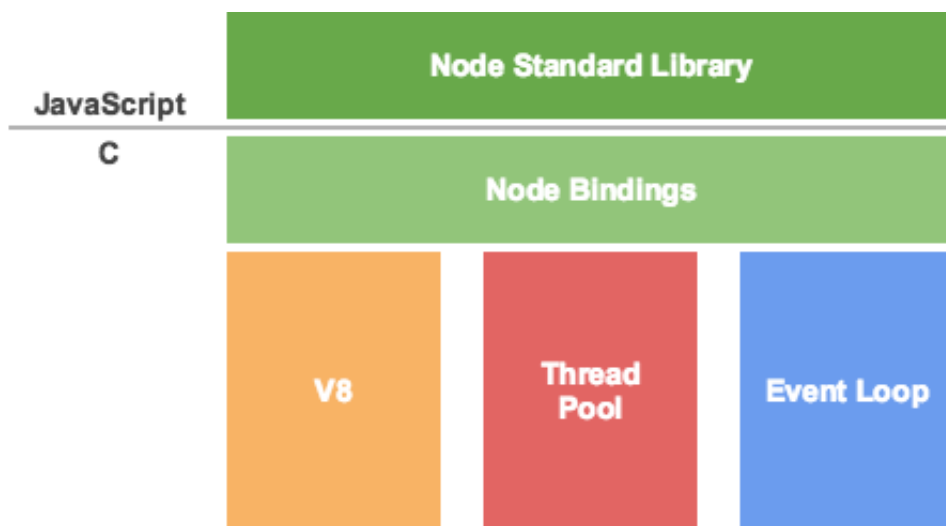 Node Standard Library
JavaScript
C
Node Bindings
V8
Thread
Pool
Event Loop